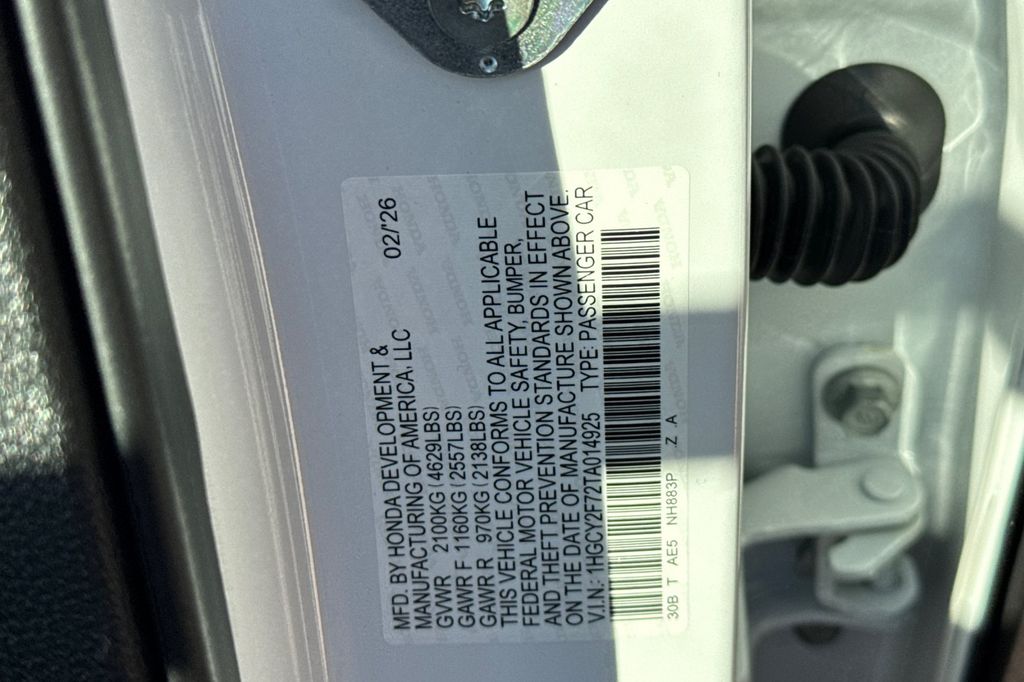 MFD. BY HONDA DEVELOPMENT &
MANUFACTURING OF AMERICA, LLC 02/'26
GVWR 2100KG (4629LBS)
GAWR F 1160KG (2557LBS)
GAWR R 970KG (2138LBS)
THIS VEHICLE CONFORMS TO ALL APPLICABLE
FEDERAL MOTOR VEHICLE SAFETY, BUMPER,
AND THEFT PREVENTION STANDARDS IN EFFECT
ON THE DATE OF MANUFACTURE SHOWN ABOVE.
V.I.N.: 1HGCY2F72TA014925 TYPE: PASSENGER CAR
30B T AE5 NH883P Z A